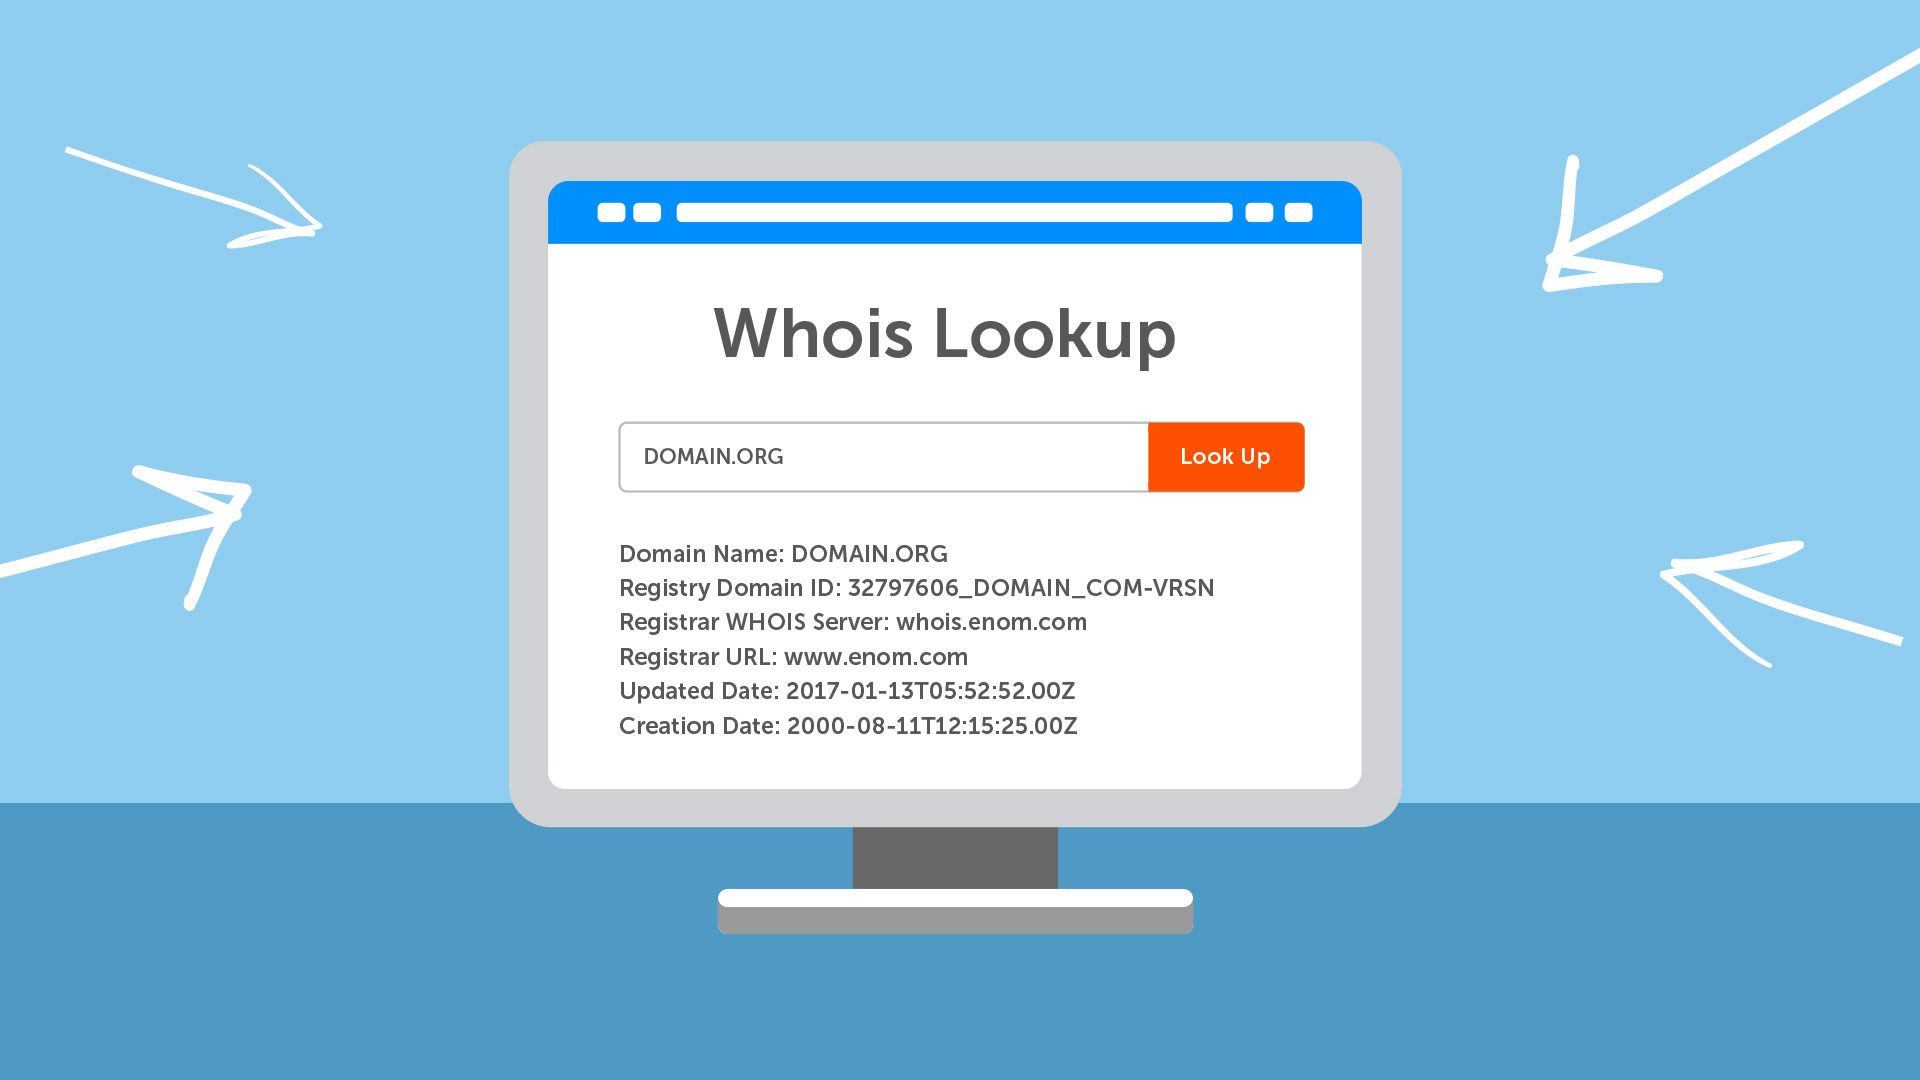 Whois Lookup
DOMAIN.ORG
Look Up
Domain Name: DOMAIN.ORG
Registry Domain ID: 32797606_DOMAIN_COM-VRSN
Registrar WHOIS Server: whois.enom.com
Registrar URL: www.enom.com
Updated Date: 2017-01-13T05:52:52.00Z
Creation Date: 2000-08-11T12:15:25.00Z